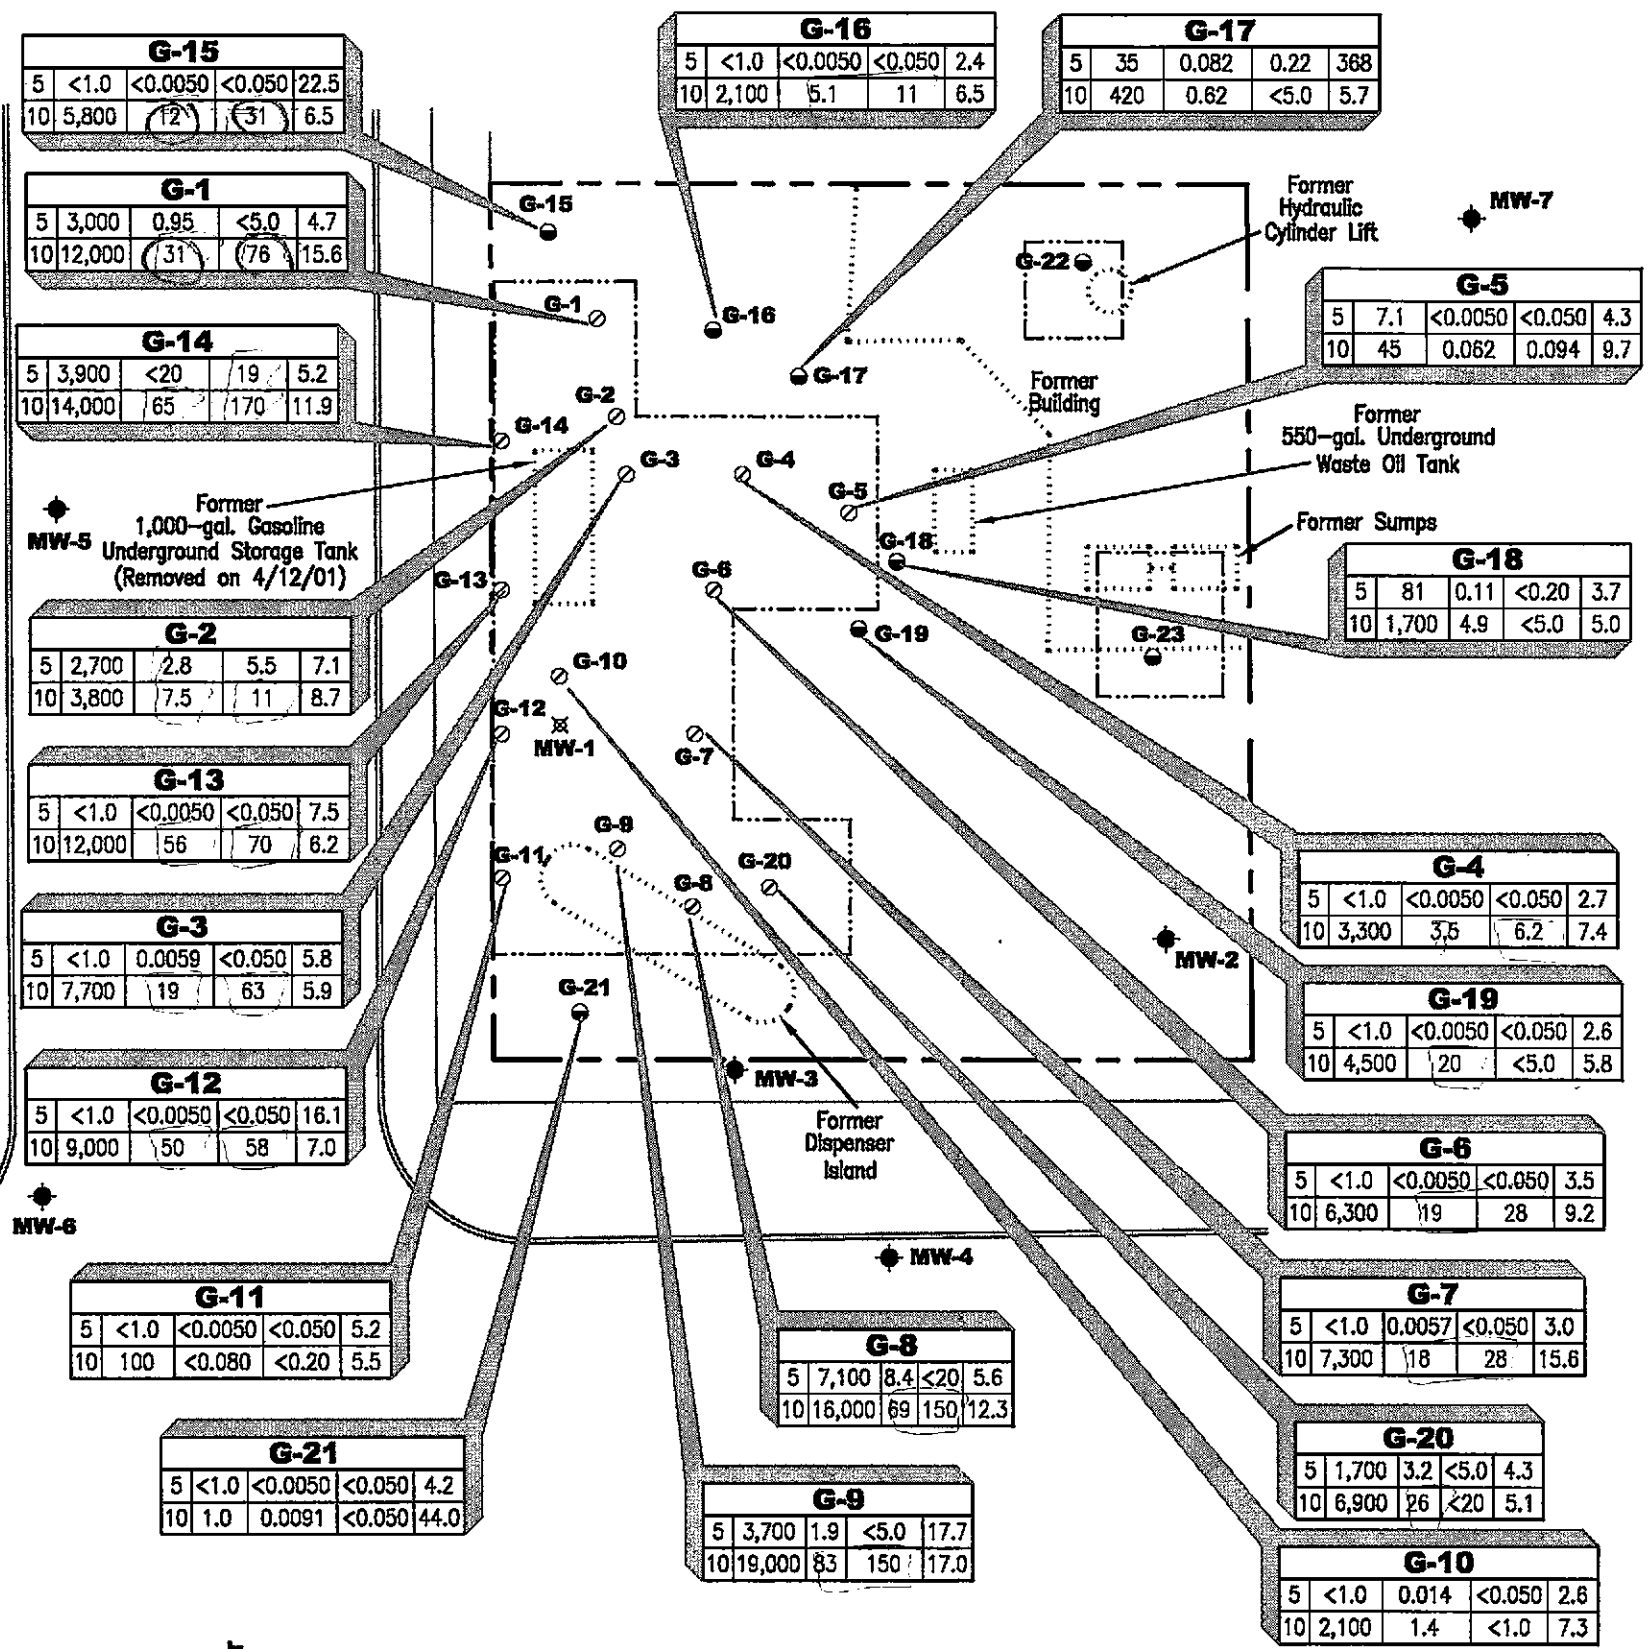 G-15
5 <1.0 <0.0050 <0.050 22.5
10 5,800 12 31 6.5
G-16
5 <1.0 <0.0050 <0.050 2.4
10 2,100 5.1 11 6.5
G-17
5 35 0.082 0.22 368
10 420 0.62 <5.0 5.7
G-1
5 3,000 0.95 <5.0 4.7
10 12,000 31 76 15.6
G-14
5 3,900 <20 19 5.2
10 14,000 65 170 11.9
G-5
5 7.1 <0.0050 <0.050 4.3
10 45 0.062 0.094 9.7
G-15
G-1
G-16
G-17
G-22
Former
Hydraulic
Cylinder Lift
MW-7
G-2
G-14
G-3
G-4
G-5
Former
Building
Former
550-gal. Underground
Waste Oil Tank
Former Sumps
MW-5
Former
1,000-gal. Gasoline
Underground Storage Tank
(Removed on 4/12/01)
G-13
G-6
G-18
G-19
G-23
G-18
5 81 0.11 <0.20 3.7
10 1,700 4.9 <5.0 5.0
G-2
5 2,700 2.8 5.5 7.1
10 3,800 7.5 11 8.7
G-10
G-12
MW-1
G-7
G-13
5 <1.0 <0.0050 <0.050 7.5
10 12,000 56 70 6.2
G-9
G-11
G-8
G-20
G-4
5 <1.0 <0.0050 <0.050 2.7
10 3,300 3.5 6.2 7.4
G-3
5 <1.0 0.0059 <0.050 5.8
10 7,700 19 63 5.9
MW-2
G-21
G-19
5 <1.0 <0.0050 <0.050 2.6
10 4,500 20 <5.0 5.8
G-12
5 <1.0 <0.0050 <0.050 16.1
10 9,000 50 58 7.0
MW-3
Former
Dispenser
Island
G-6
5 <1.0 <0.0050 <0.050 3.5
10 6,300 19 28 9.2
MW-6
MW-4
G-11
5 <1.0 <0.0050 <0.050 5.2
10 100 <0.080 <0.20 5.5
G-8
5 7,100 8.4 <20 5.6
10 16,000 69 150 12.3
G-7
5 <1.0 0.0057 <0.050 3.0
10 7,300 18 28 15.6
G-21
5 <1.0 <0.0050 <0.050 4.2
10 1.0 0.0091 <0.050 44.0
G-9
5 3,700 1.9 <5.0 17.7
10 19,000 83 150 17.0
G-20
5 1,700 3.2 <5.0 4.3
10 6,900 26 <20 5.1
G-10
5 <1.0 0.014 <0.050 2.6
10 2,100 1.4 <1.0 7.3